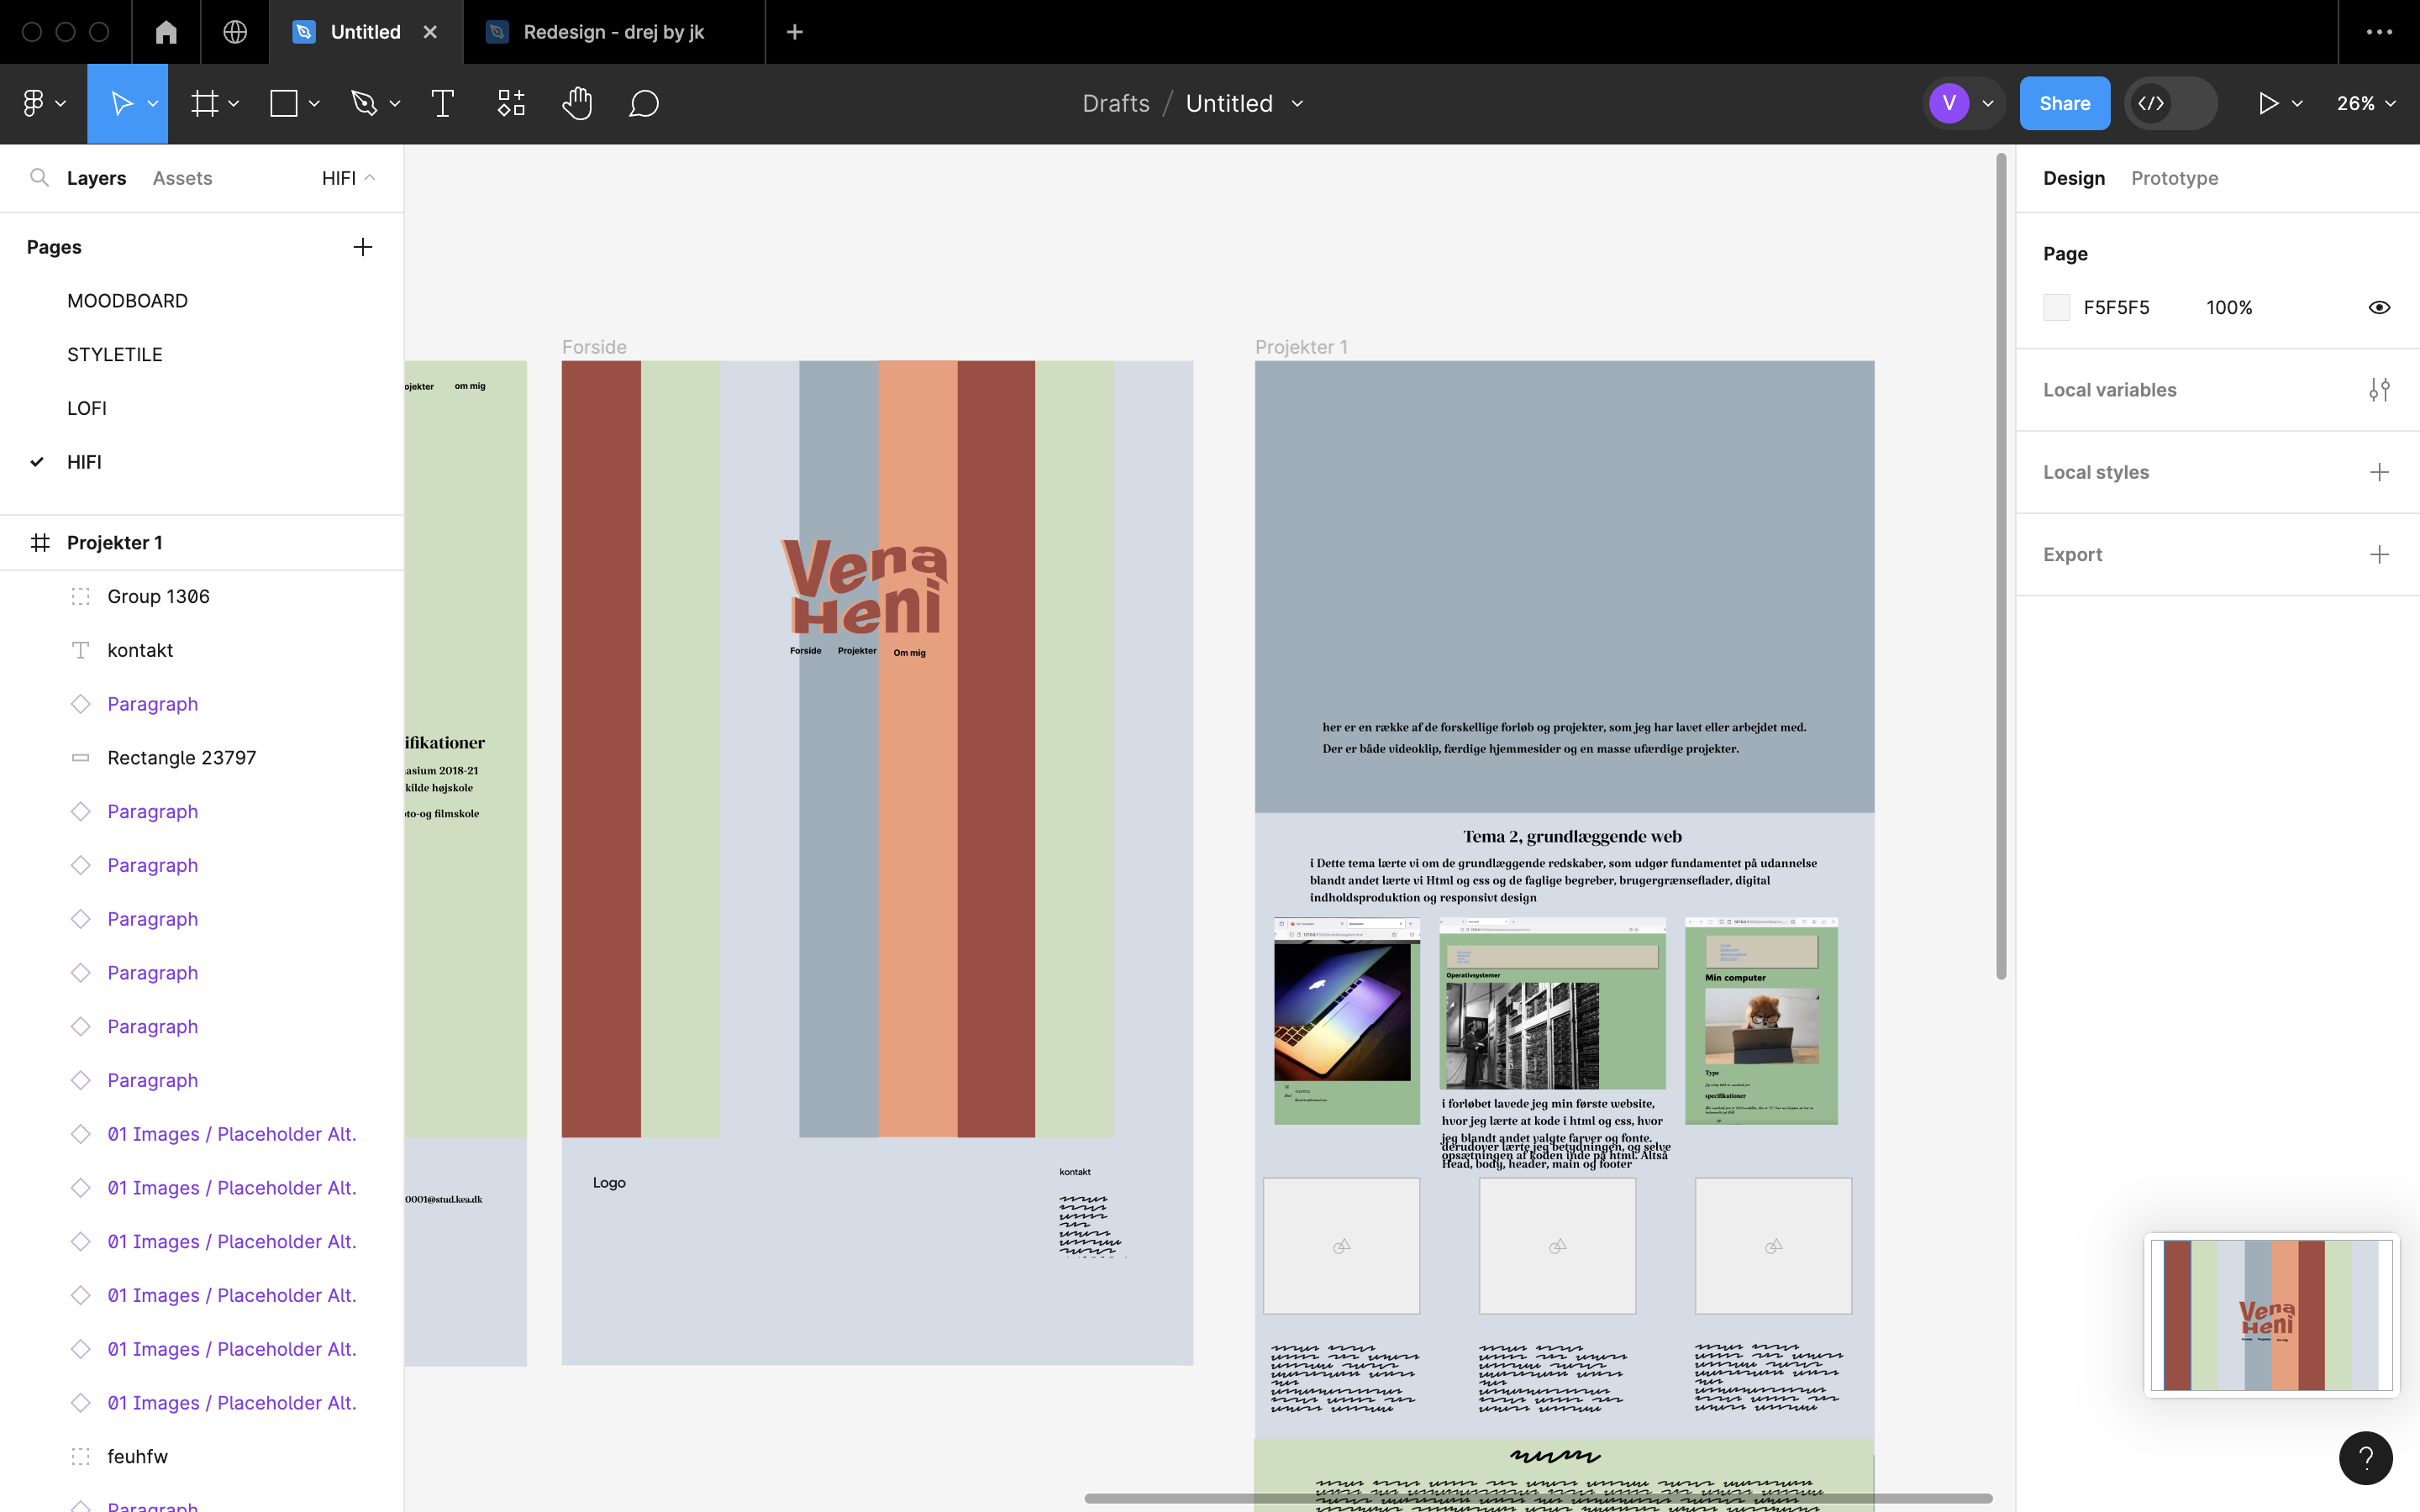 Untitled
Redesign - drej by jk
Drafts / Untitled
V
Share
26%
Layers
Assets
HIFI
Pages
MOODBOARD
STYLETILE
LOFI
HIFI
Projekter 1
Group 1306
kontakt
Paragraph
Rectangle 23797
Paragraph
Paragraph
Paragraph
Paragraph
Paragraph
Paragraph
01 Images / Placeholder Alt.
01 Images / Placeholder Alt.
01 Images / Placeholder Alt.
01 Images / Placeholder Alt.
01 Images / Placeholder Alt.
01 Images / Placeholder Alt.
feuhfw
Paragraph
ojekter
om mig
ifikationer
asium 2018-21
kilde højskole
oto-og filmskole
0001@stud.kea.dk
Forside
Vena
Heni
Forside
Projekter
Om mig
Logo
kontakt
Projekter 1
her er en række af de forskellige forløb og projekter, som jeg har lavet eller arbejdet med.
Der er både videoklip, færdige hjemmesider og en masse ufærdige projekter.
Tema 2, grundlæggende web
i Dette tema lærte vi om de grundlæggende redskaber, som udgør fundamentet på udannelse
blandt andet lærte vi Html og css og de faglige begreber, brugergrænseflader, digital
indholdsproduktion og responsivt design
Operativsystemer
Min computer
Type
specifikationer
i forløbet lavede jeg min første website,
hvor jeg lærte at kode i html og css, hvor
jeg blandt andet valgte farver og fonte.
derudover lærte jeg betydningen, og selve
opsætningen af koden inde på html. Altså
Head, body, header, main og footer
Design
Prototype
Page
F5F5F5
100%
Local variables
Local styles
Export
Vena
Heni
?